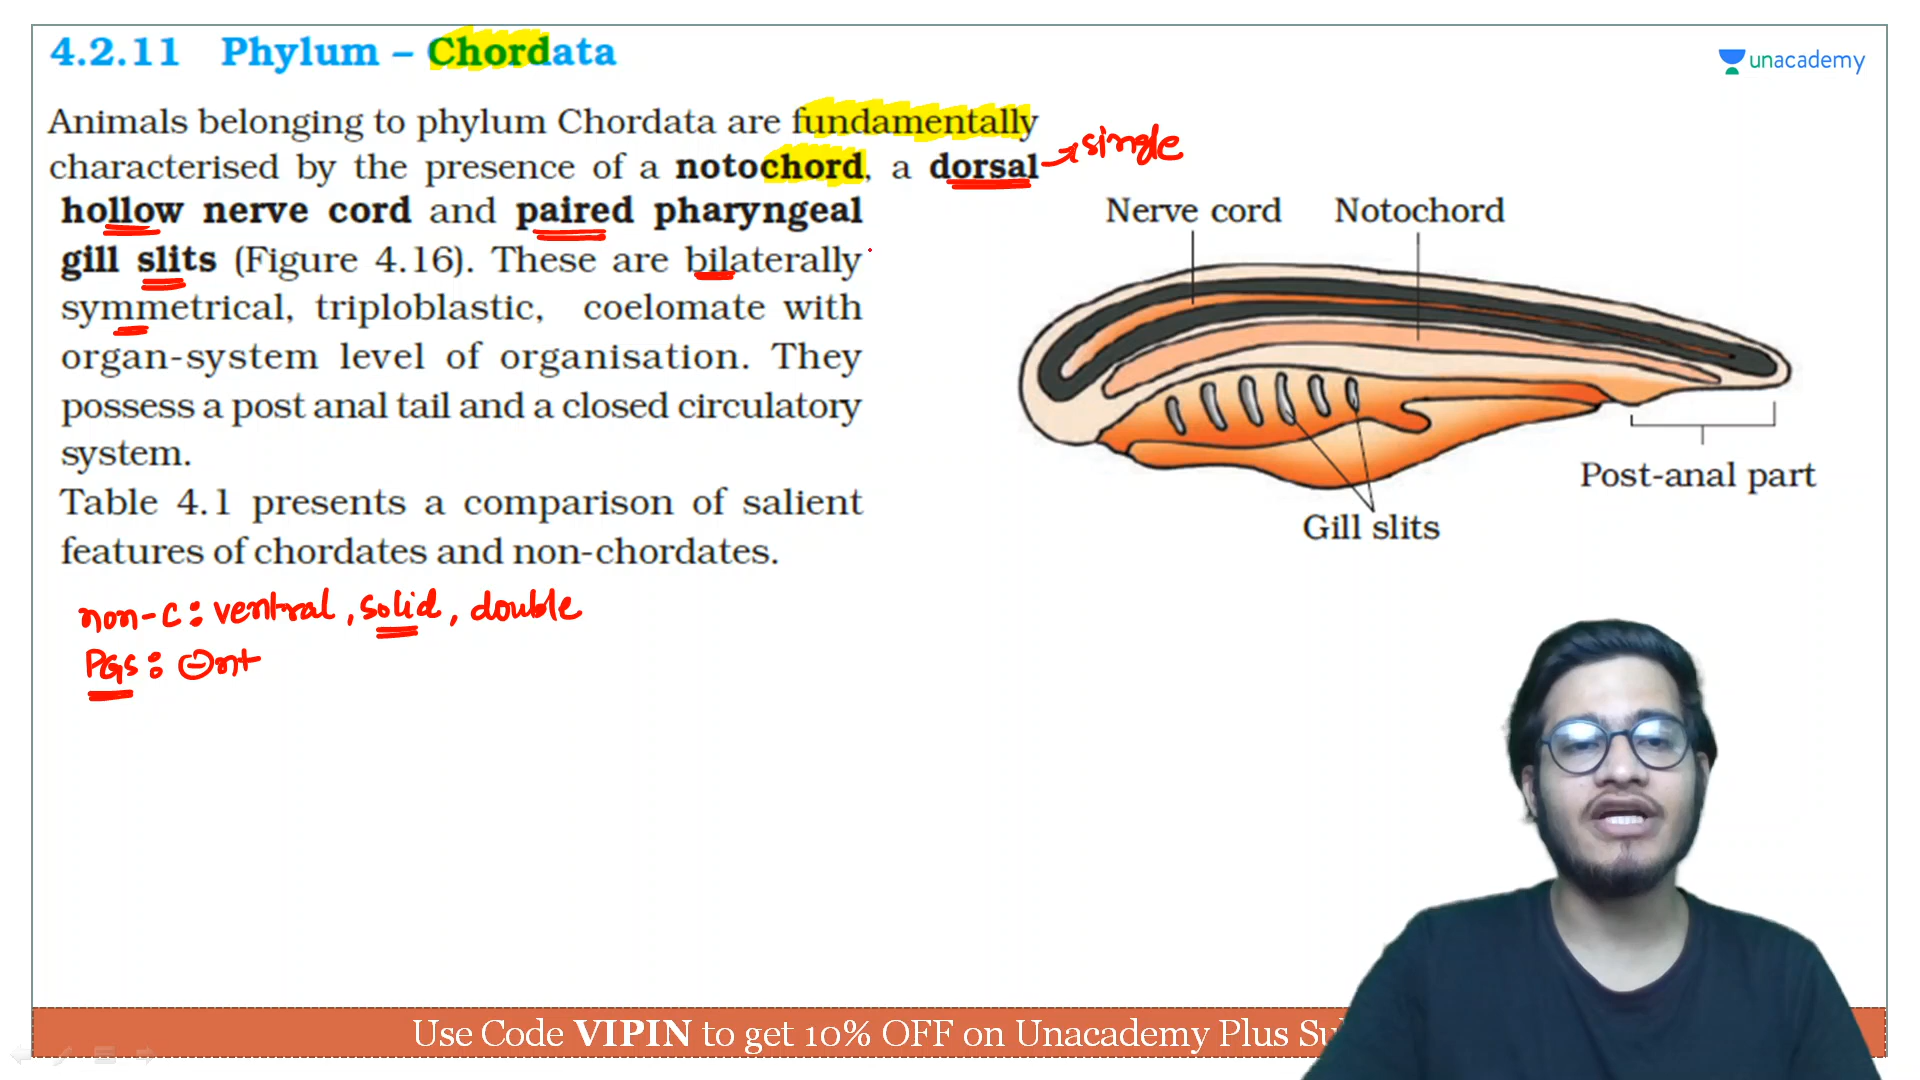 4.2.11 Phylum – Chordata
unacademy
Animals belonging to phylum Chordata are fundamentally
characterised by the presence of a notochord, a dorsal → single
hollow nerve cord and paired pharyngeal
gill slits (Figure 4.16). These are bilaterally
symmetrical, triploblastic, coelomate with
organ-system level of organisation. They
possess a post anal tail and a closed circulatory
system.
Table 4.1 presents a comparison of salient
features of chordates and non-chordates.
non-C: ventral, solid, double
PGS: ⊖nt
Nerve cord Notochord
Post-anal part
Gill slits
Use Code VIPIN to get 10% OFF on Unacademy Plus